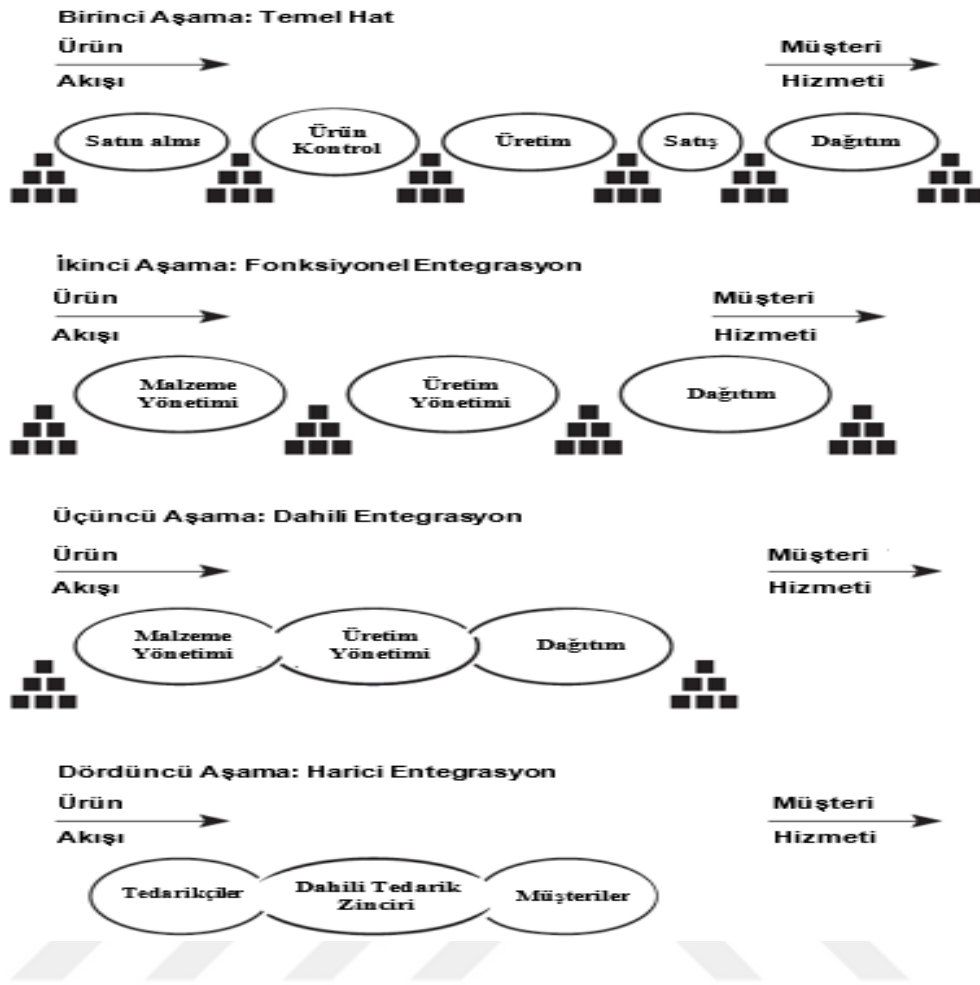 Birinci Aşama: Temel Hat
Ürün
Akışı
Müşteri
Hizmeti
Satın alma
Ürün
Kontrol
Üretim
Satış
Dağıtım
İkinci Aşama: Fonksiyonel Entegrasyon
Ürün
Akışı
Müşteri
Hizmeti
Malzeme
Yönetimi
Üretim
Yönetimi
Dağıtım
Üçüncü Aşama: Dahili Entegrasyon
Ürün
Akışı
Müşteri
Hizmeti
Malzeme
Yönetimi
Üretim
Yönetimi
Dağıtım
Dördüncü Aşama: Harici Entegrasyon
Ürün
Akışı
Müşteri
Hizmeti
Tedarikçiler
Dahili Tedarik
Zinciri
Müşteriler